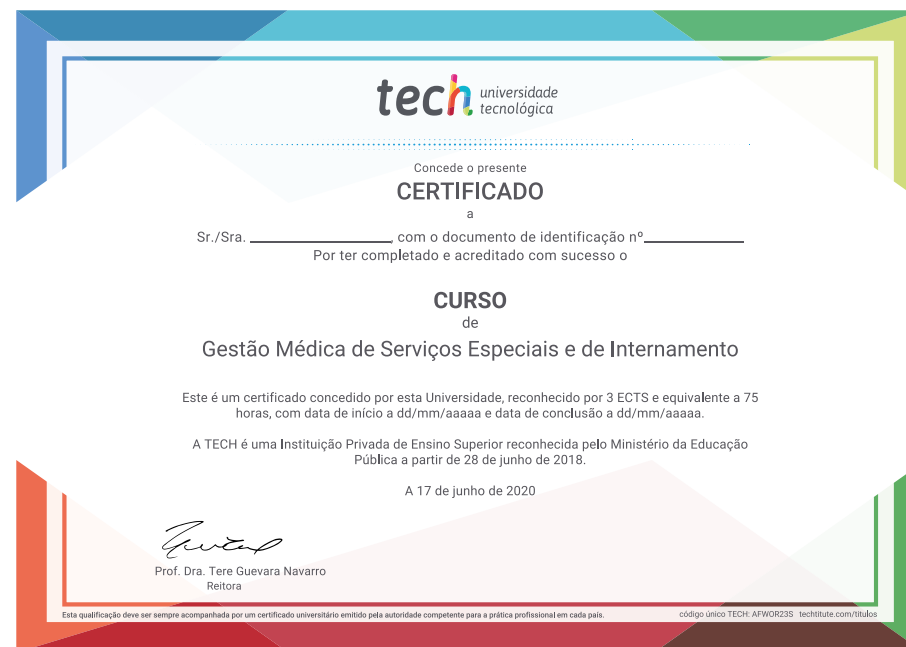 tech universidade
tecnológica
Concede o presente
CERTIFICADO
a
Sr./Sra. ____________________, com o documento de identificação nº______________
Por ter completado e acreditado com sucesso o
CURSO
de
Gestão Médica de Serviços Especiais e de Internamento
Este é um certificado concedido por esta Universidade, reconhecido por 3 ECTS e equivalente a 75
horas, com data de início a dd/mm/aaaaa e data de conclusão a dd/mm/aaaaa.
A TECH é uma Instituição Privada de Ensino Superior reconhecida pelo Ministério da Educação
Pública a partir de 28 de junho de 2018.
A 17 de junho de 2020
Prof. Dra. Tere Guevara Navarro
Reitora
Esta qualificação deve ser sempre acompanhada por um certificado universitário emitido pela autoridade competente para a prática profissional em cada país.
código único TECH: AFWOR23S techtitute.com/titulos